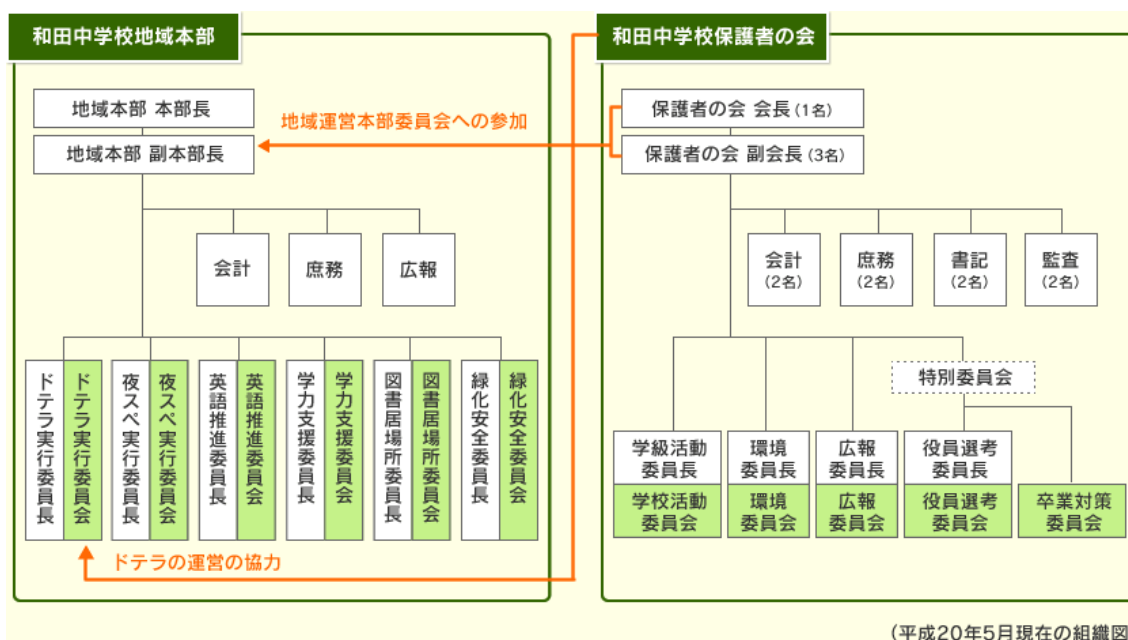 和田中学校地域本部
地域本部 本部長
地域本部 副本部長
会計
庶務
広報
ドテラ実行委員長
ドテラ実行委員会
夜スペ実行委員長
夜スペ実行委員会
英語推進委員長
英語推進委員会
学力支援委員長
学力支援委員会
図書居場所委員長
図書居場所委員会
緑化安全委員長
緑化安全委員会
地域運営本部委員会への参加
ドテラの運営の協力
和田中学校保護者の会
保護者の会 会長(1名)
保護者の会 副会長(3名)
会計
(2名)
庶務
(2名)
書記
(2名)
監査
(2名)
特別委員会
学級活動
委員長
学校活動
委員会
環境
委員長
環境
委員会
広報
委員長
広報
委員会
役員選考
委員長
役員選考
委員会
卒業対策
委員会
(平成20年5月現在の組織図